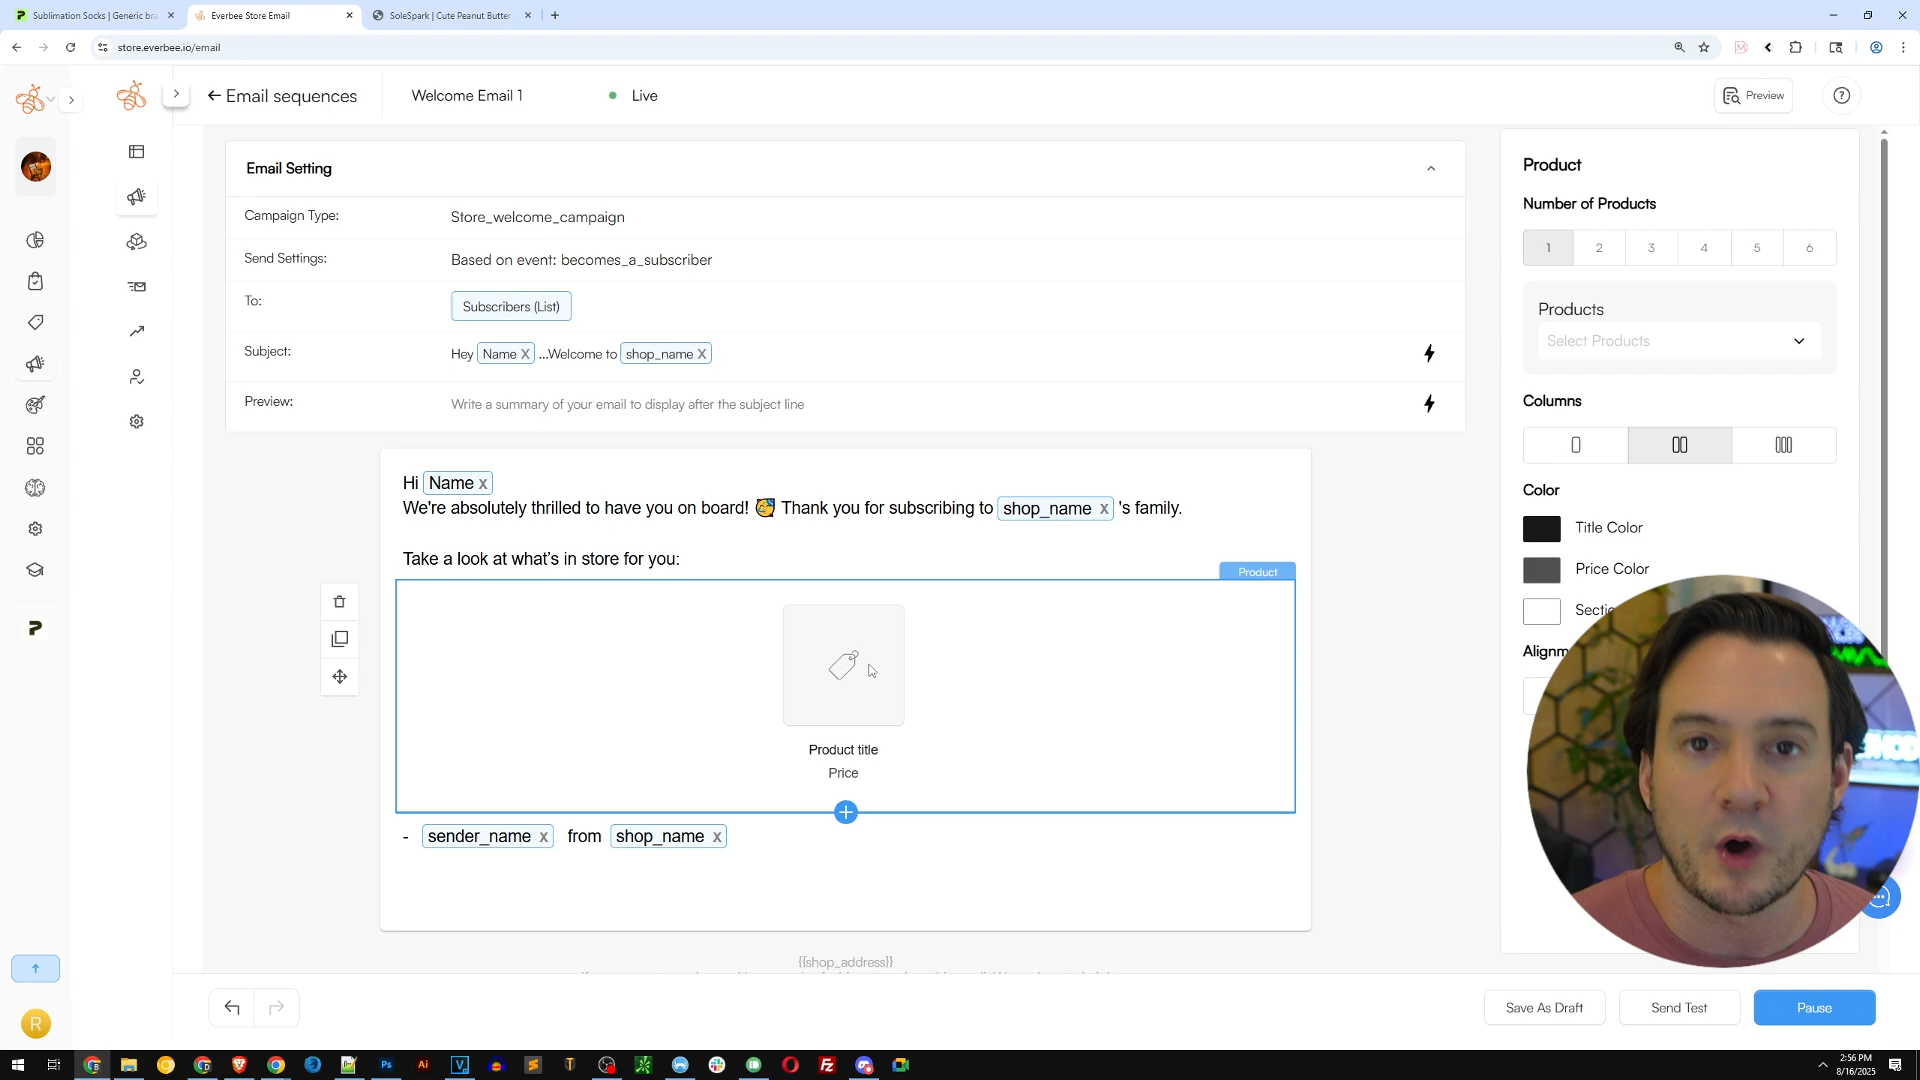 Sublimation Socks | Generic bra
Everbee Store Email
SoleSpark | Cute Peanut Butter
store.everbee.io/email
Email sequences
Welcome Email 1
Live
Preview
Email Setting
Campaign Type:
Store_welcome_campaign
Send Settings:
Based on event: becomes_a_subscriber
To:
Subscribers (List)
Subject:
Hey Name X ...Welcome to shop_name X
Preview:
Write a summary of your email to display after the subject line
Hi Name x
We're absolutely thrilled to have you on board! 🥳 Thank you for subscribing to shop_name x 's family.
Take a look at what's in store for you:
Product
Product title
Price
- sender_name x from shop_name x
{{shop_address}}
Product
Number of Products
1 2 3 4 5 6
Products
Select Products
Columns
Color
Title Color
Price Color
Secti
Alignm
R
Save As Draft
Send Test
Pause
2:56 PM
8/16/2025